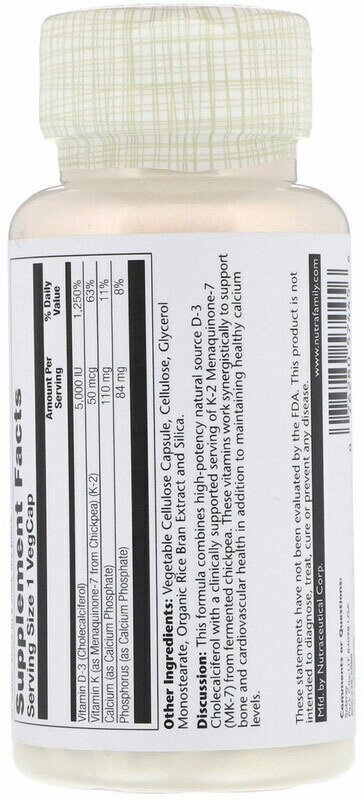 Supplement Facts
Serving Size 1 VegCap
Amount Per Serving % Daily Value
Vitamin D-3 (Cholecalciferol) 5,000 IU 1,250%
Vitamin K (as Menaquinone-7 from Chickpea) (K-2) 50 mcg 63%
Calcium (as Calcium Phosphate) 110 mg 11%
Phosphorus (as Calcium Phosphate) 84 mg 8%
Other Ingredients: Vegetable Cellulose Capsule, Cellulose, Glycerol
Monostearate, Organic Rice Bran Extract and Silica.
Discussion: This formula combines high-potency natural source D-3
Cholecalciferol with a clinically supported serving of K-2 Menaquinone-7
(MK-7) from fermented chickpea. These vitamins work synergistically to support
bone and cardiovascular health in addition to maintaining healthy calcium
levels.
These statements have not been evaluated by the FDA. This product is not
intended to diagnose, treat, cure or prevent any disease.
Mfd. by Nutraceutical Corp. www.nutrafamily.com
Comments or Questions: